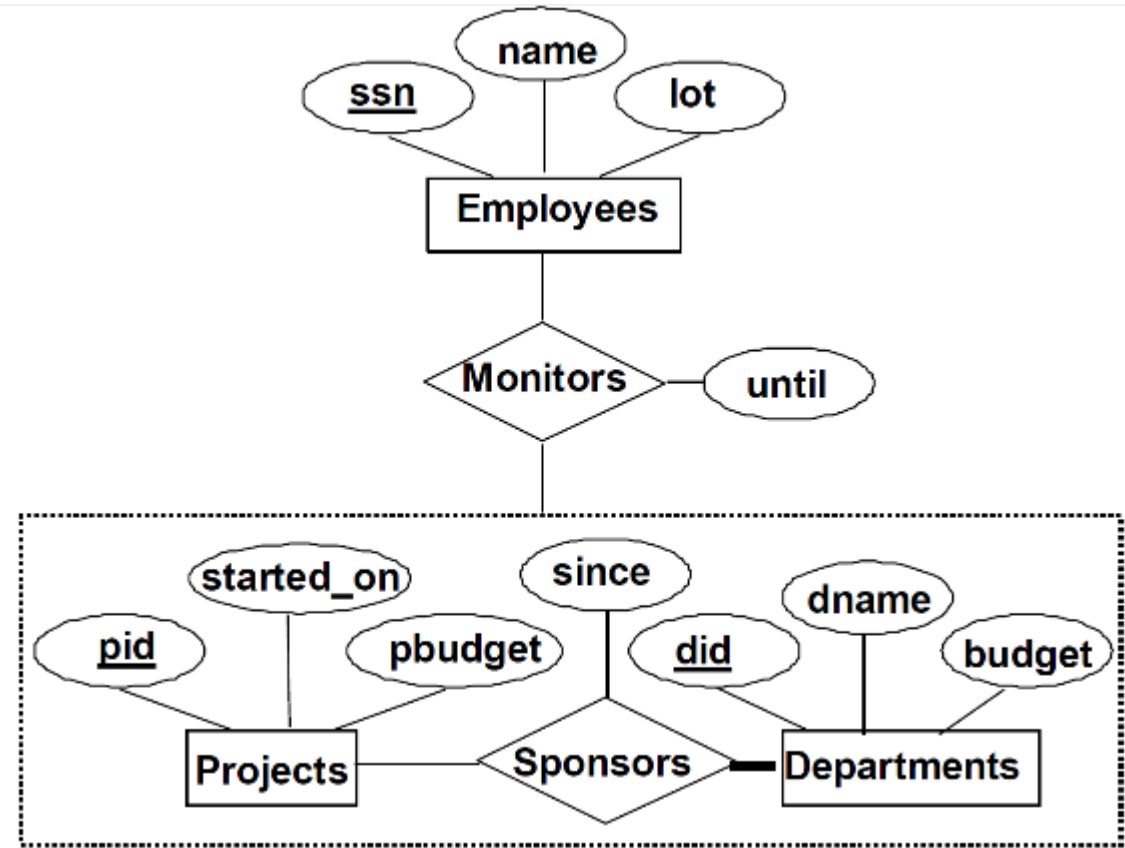 name
ssn
lot
Employees
Monitors
until
since
started_on
dname
pid
pbudget
did
budget
Projects
Sponsors
Departments